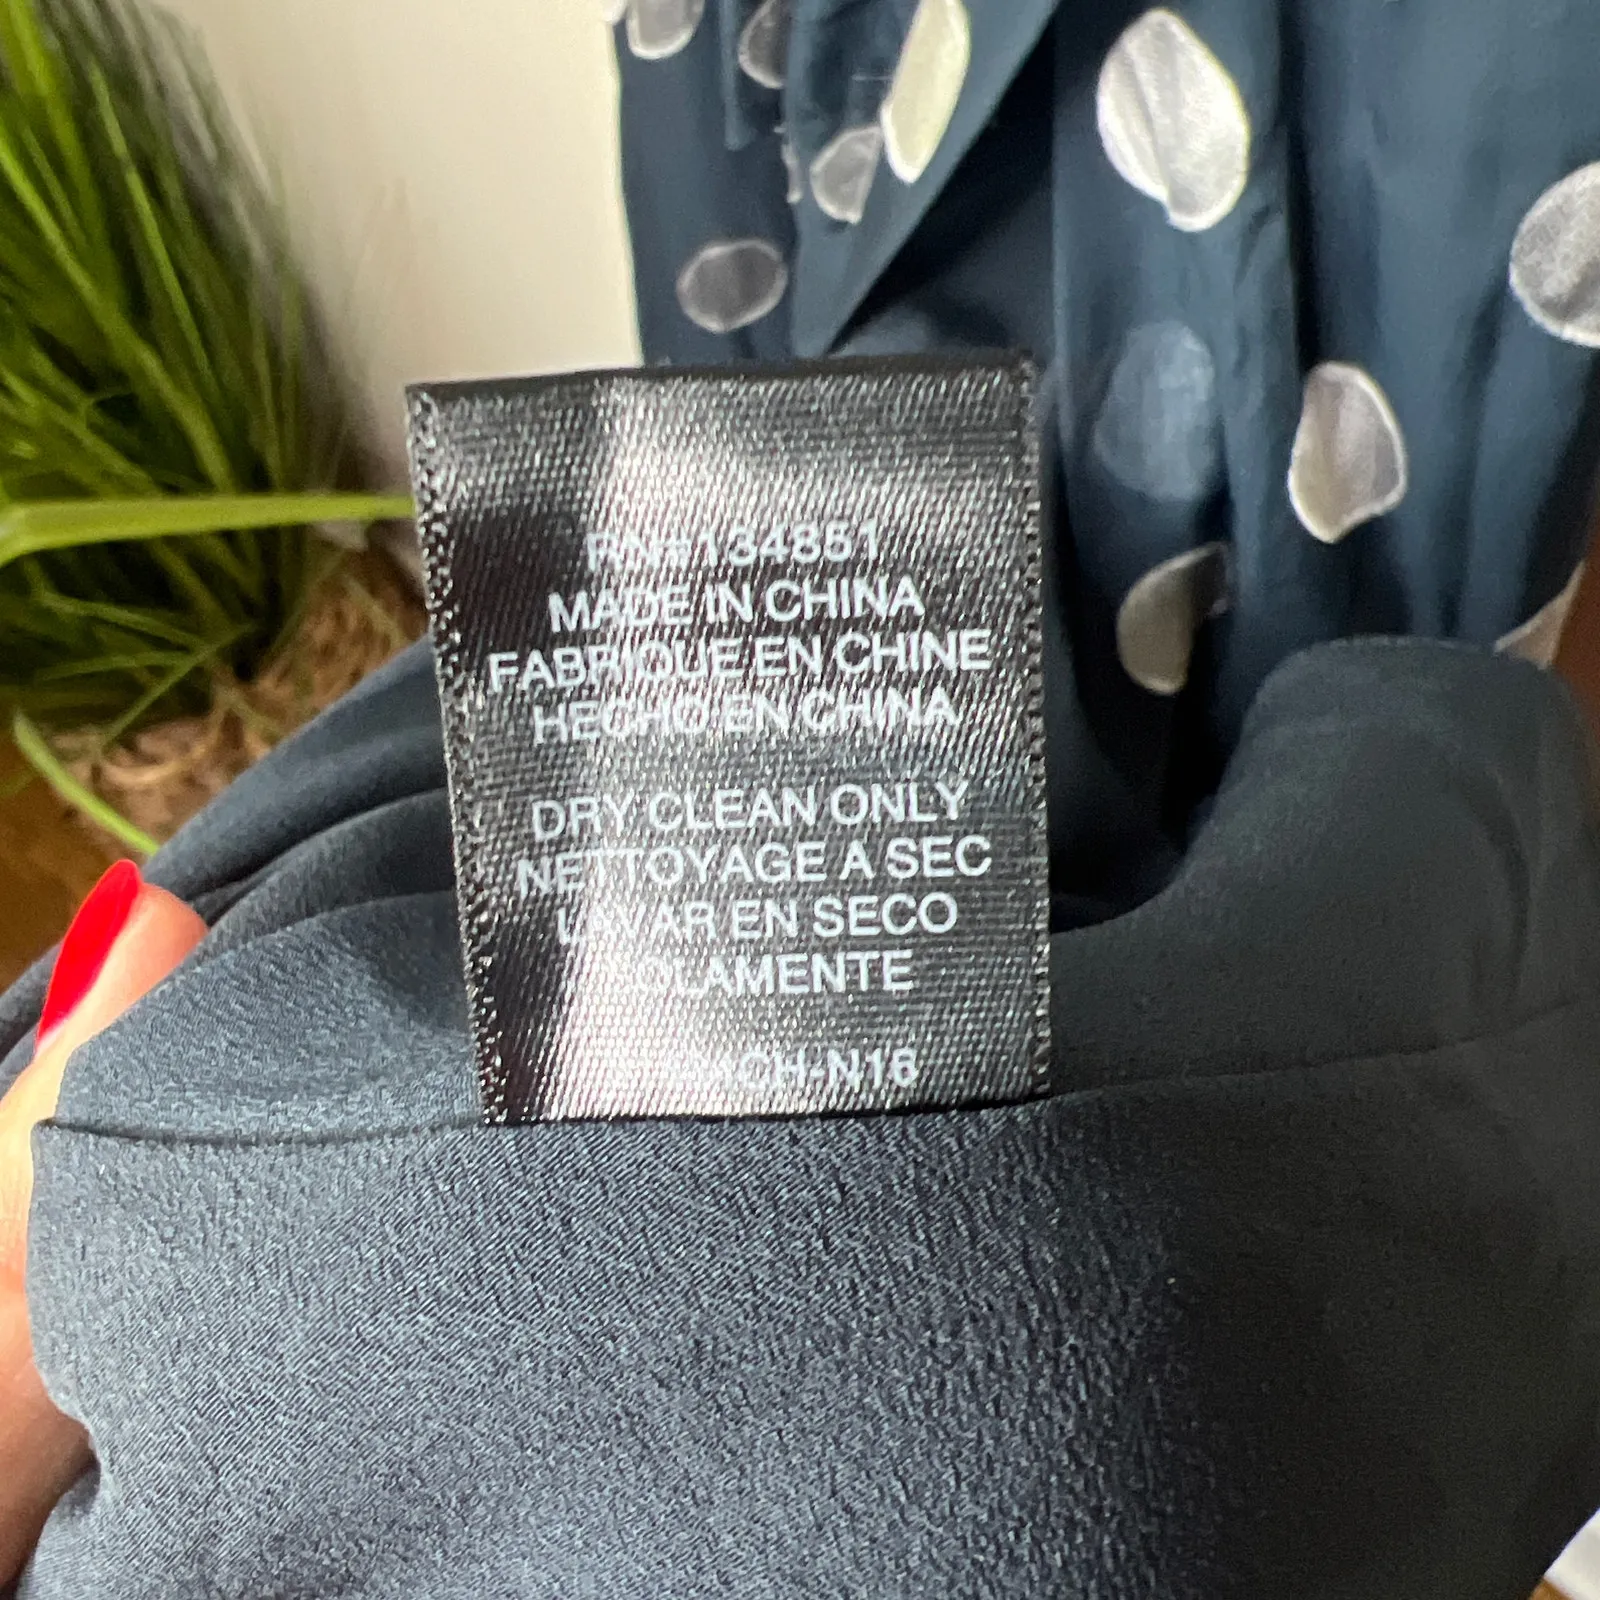 RN# 134851
MADE IN CHINA
FABRIQUE EN CHINE
HECHO EN CHINA
DRY CLEAN ONLY
NETTOYAGE A SEC
LAVAR EN SECO
SOLAMENTE